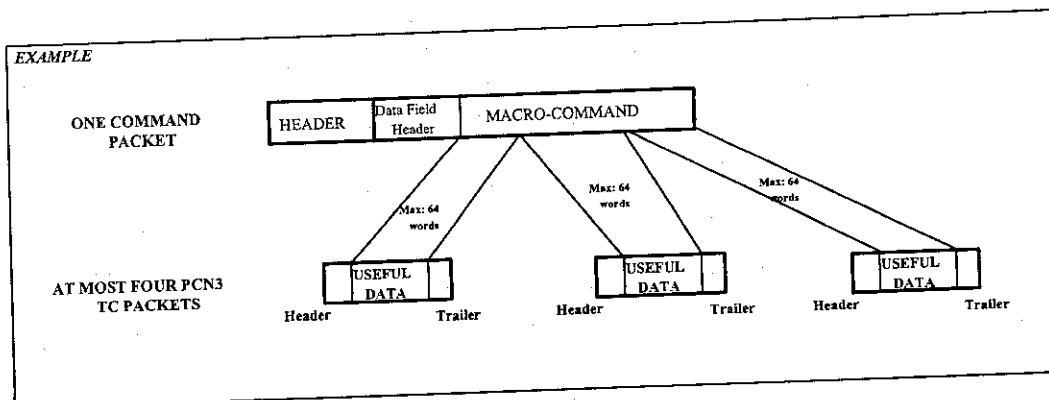 EXAMPLE
ONE COMMAND
PACKET
HEADER
Data Field
Header
MACRO-COMMAND
Max: 64
words
Max: 64
words
Max: 64
words
AT MOST FOUR PCN3
TC PACKETS
USEFUL
DATA
USEFUL
DATA
USEFUL
DATA
Header
Trailer
Header
Trailer
Header
Trailer